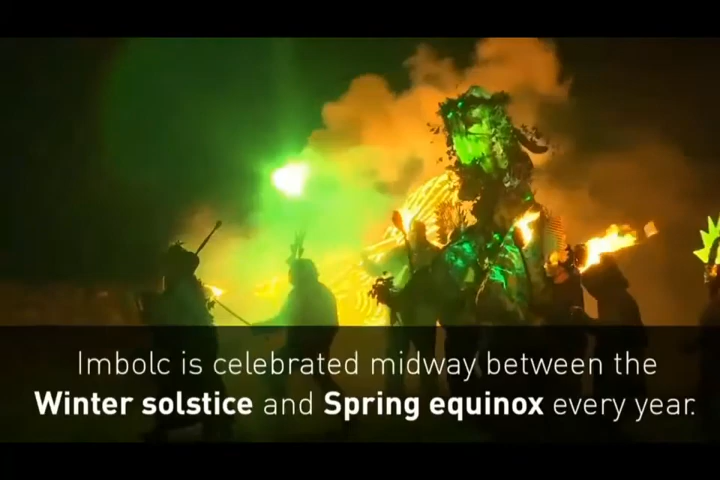 Imbolc is celebrated midway between the
Winter solstice and Spring equinox every year.